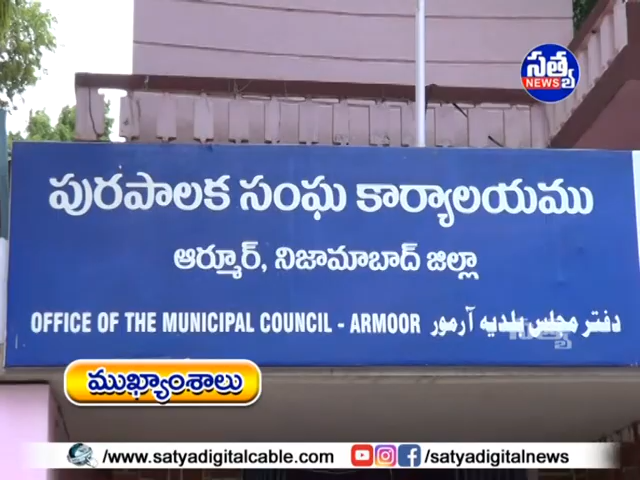 సత్య
NEWS
పురపాలక సంఘ కార్యాలయము
ఆర్మూర్, నిజామాబాద్ జిల్లా
OFFICE OF THE MUNICIPAL COUNCIL - ARMOOR دفتر مجلس بلدیہ آرمور
సత్య
ముఖ్యాంశాలు
/www.satyadigitalcable.com /satyadigitalnews